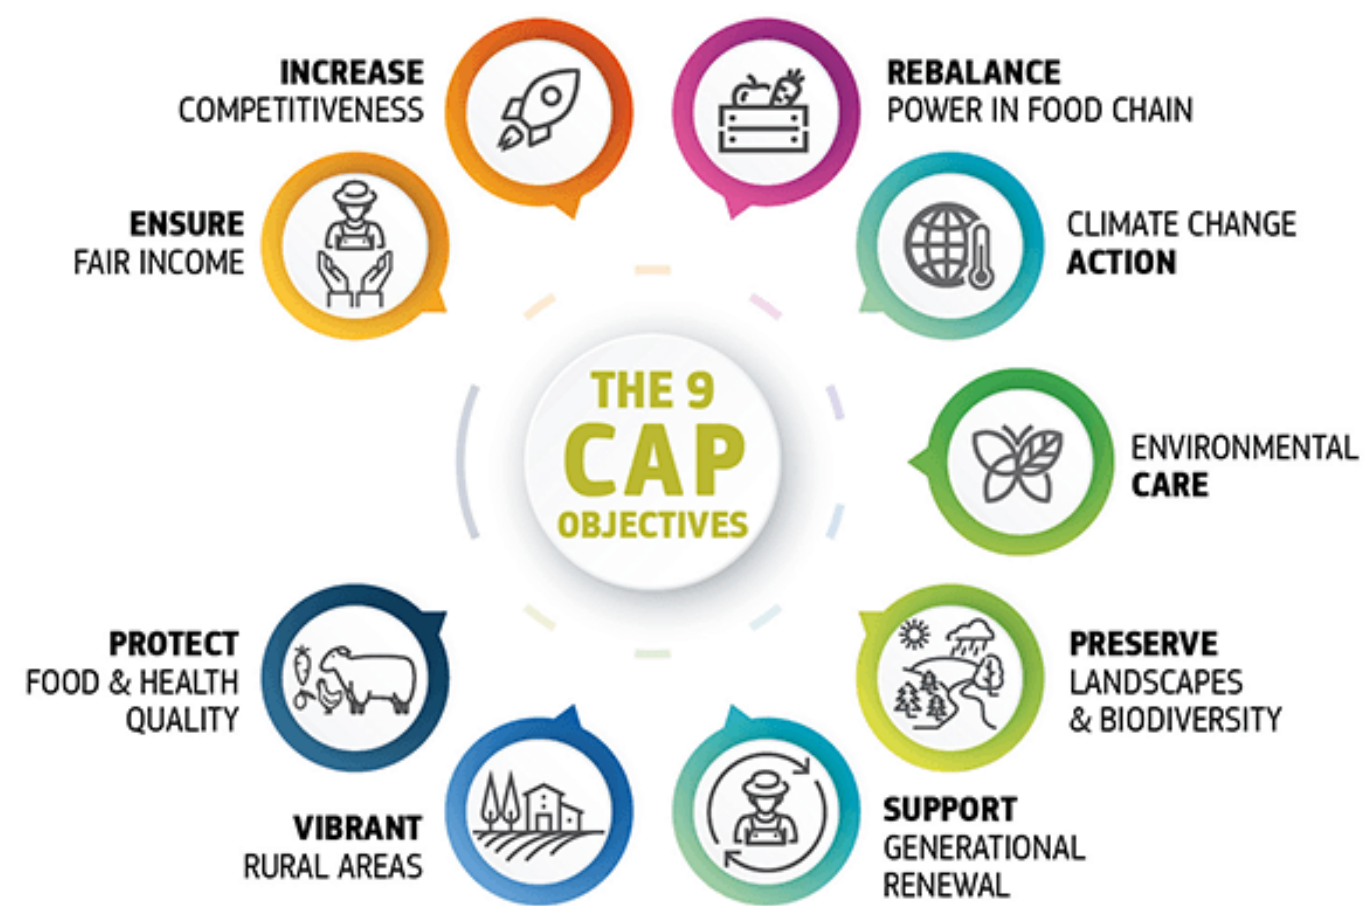 THE 9
CAP
OBJECTIVES
ENSURE
FAIR INCOME
INCREASE
COMPETITIVENESS
REBALANCE
POWER IN FOOD CHAIN
CLIMATE CHANGE
ACTION
ENVIRONMENTAL
CARE
PRESERVE
LANDSCAPES
& BIODIVERSITY
SUPPORT
GENERATIONAL
RENEWAL
VIBRANT
RURAL AREAS
PROTECT
FOOD & HEALTH
QUALITY